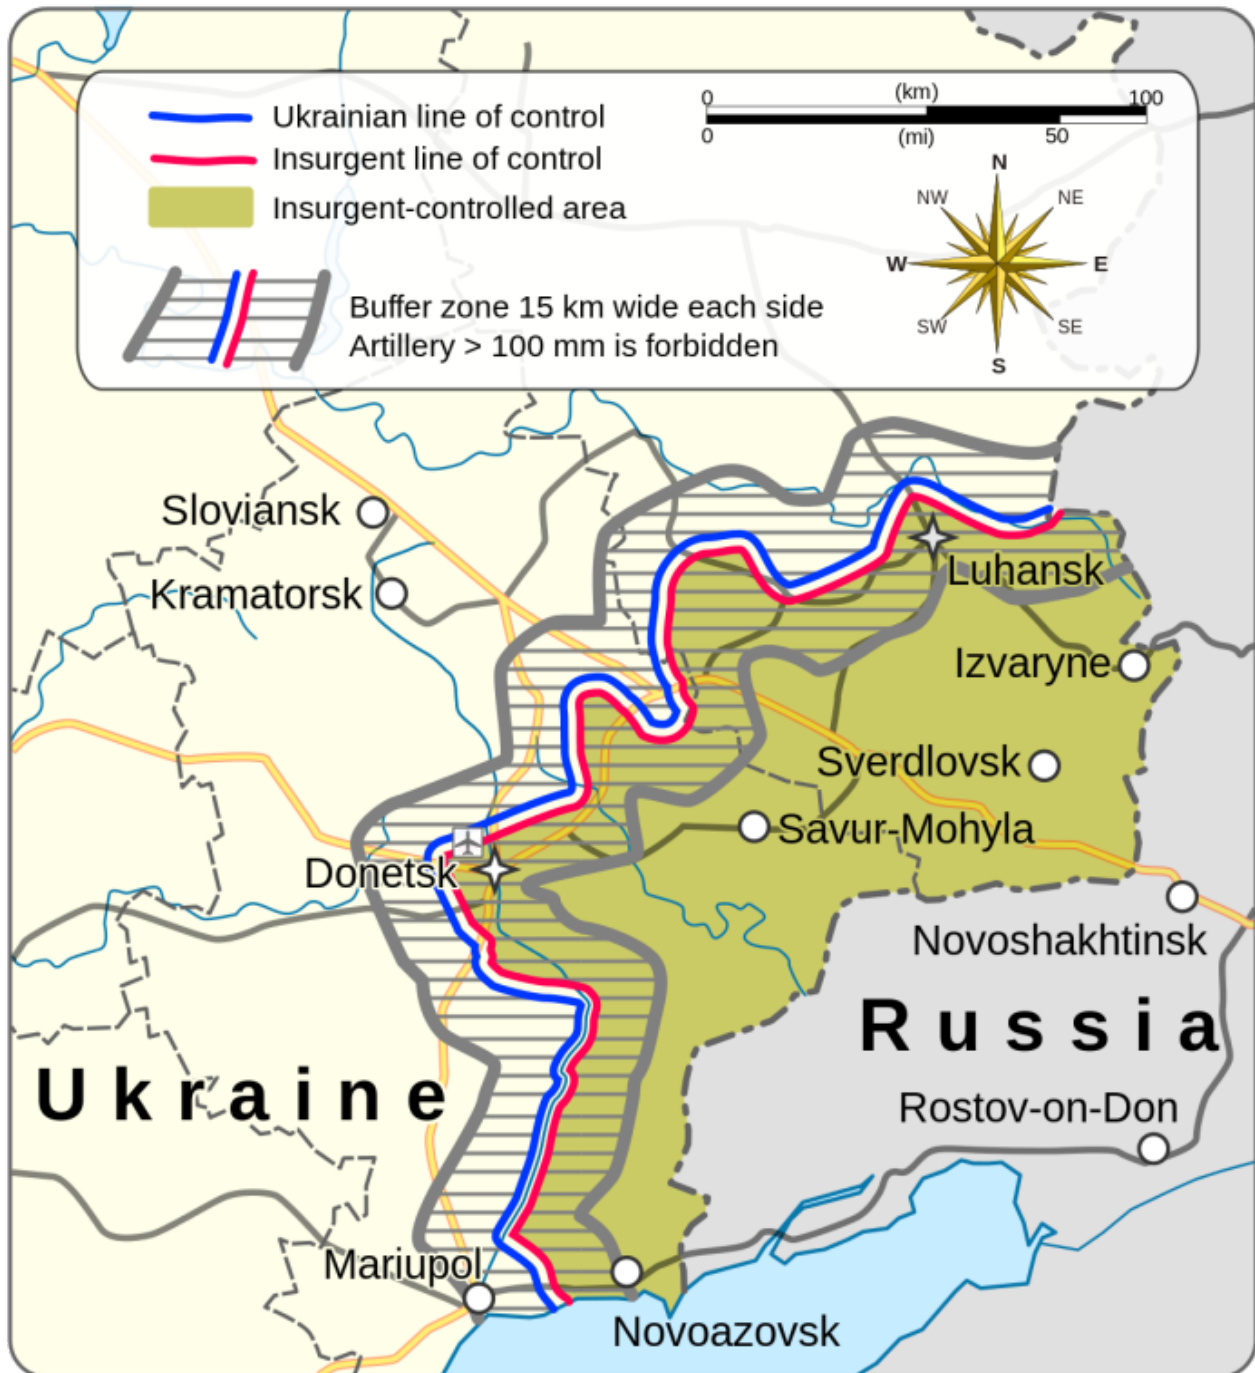 Ukrainian line of control
Insurgent line of control
Insurgent-controlled area
Buffer zone 15 km wide each side
Artillery > 100 mm is forbidden
0 (km) 100
0 (mi) 50
N
NW NE
W E
SW SE
S
Sloviansk
Kramatorsk
Luhansk
Izvaryne
Sverdlovsk
Savur-Mohyla
Donetsk
Novoshakhtinsk
Russia
Ukraine
Rostov-on-Don
Mariupol
Novoazovsk